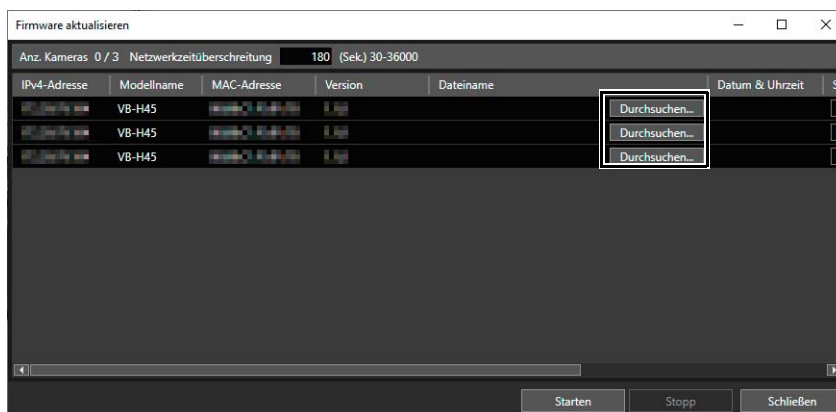 Firmware aktualisieren
Anz. Kameras 0 / 3 Netzwerkzeitüberschreitung 180 (Sek.) 30-36000
IPv4-Adresse Modellname MAC-Adresse Version Dateiname Datum & Uhrzeit
VB-H45 Durchsuchen...
VB-H45 Durchsuchen...
VB-H45 Durchsuchen...
Starten Stopp Schließen